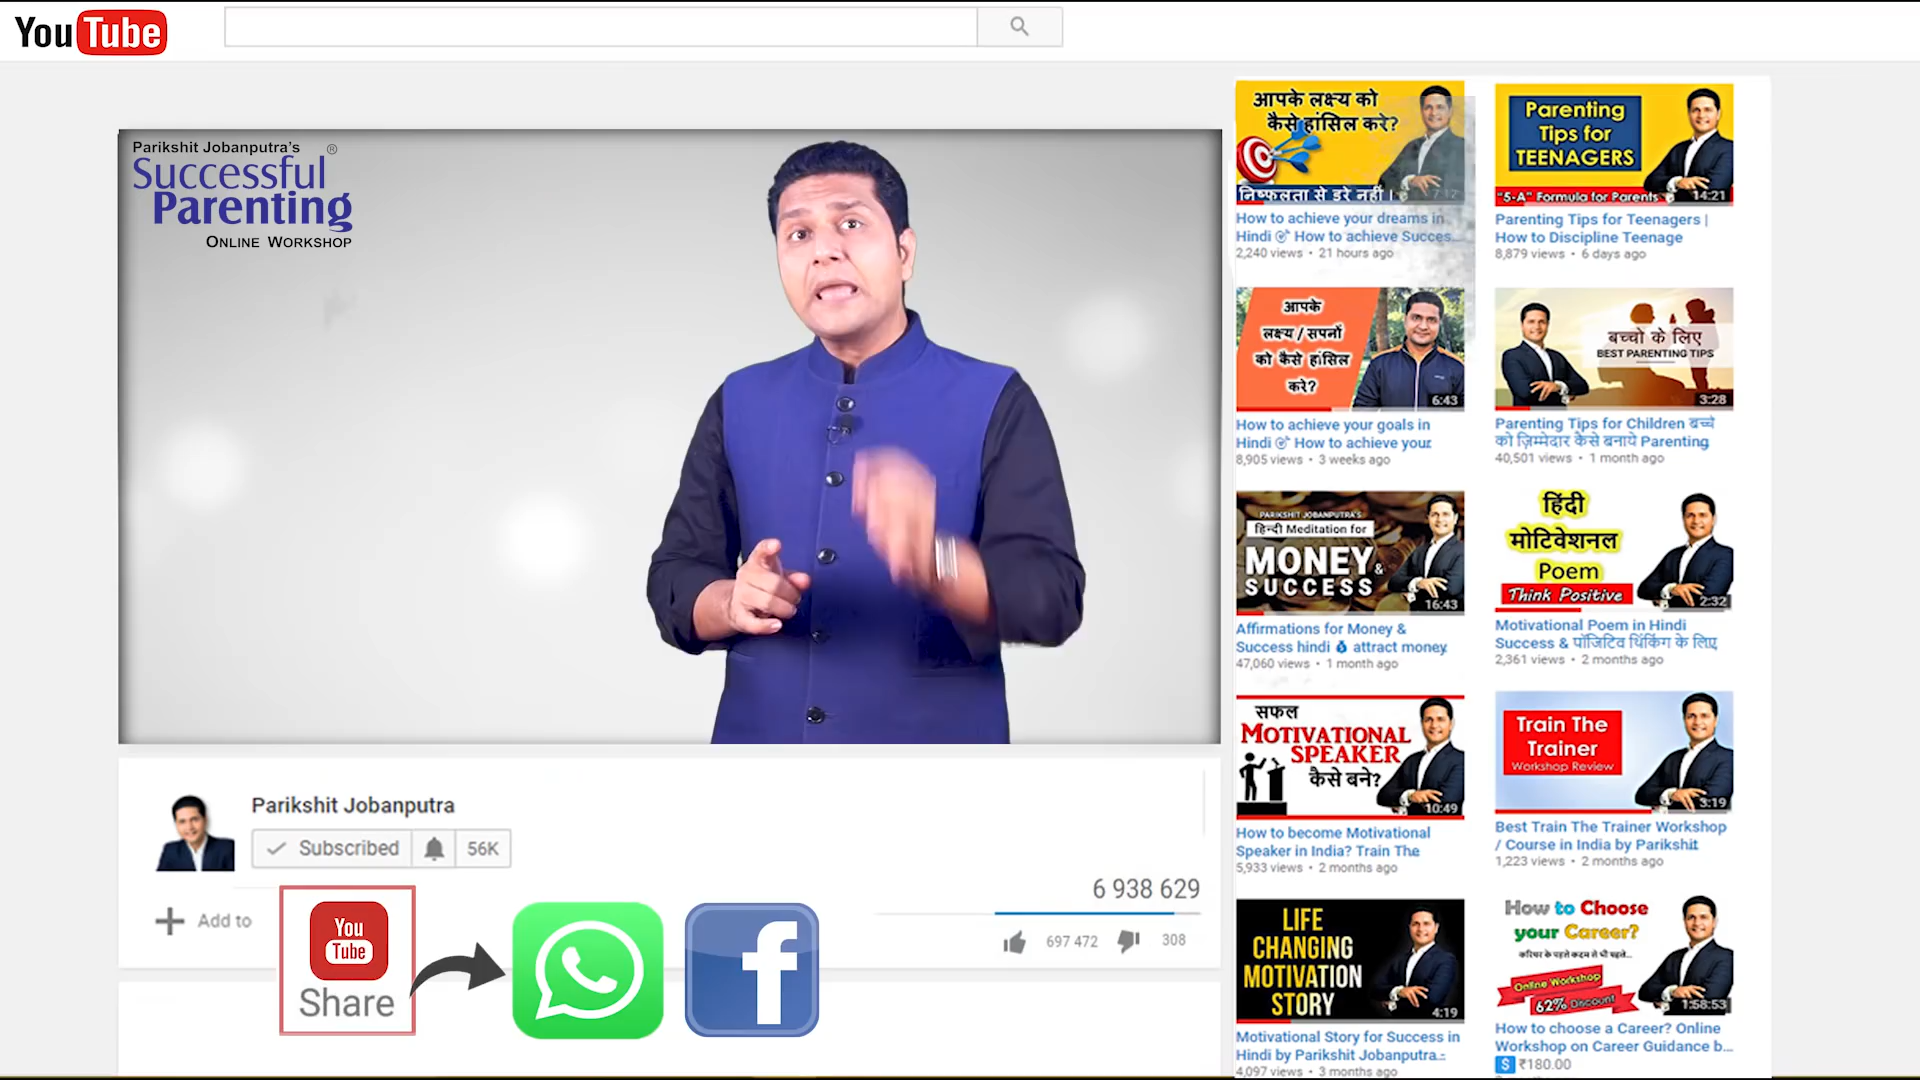 YouTube
Parikshit Jobanputra's
Successful ®
Parenting
ONLINE WORKSHOP
Parikshit Jobanputra
Subscribed
56K
Add to
You
Tube
Share
6 938 629
697 472
308
आपके लक्ष्य को
कैसे हांसिल करे?
निष्फलता से डरे नहीं।
7:12
How to achieve your dreams in
Hindi How to achieve Succes...
2,240 views • 21 hours ago
आपके
लक्ष्य / सपनों
को कैसे हांसिल
करे?
6:43
How to achieve your goals in
Hindi How to achieve your
8,905 views • 3 weeks ago
PARIKSHIT JOBANPUTRA'S
हिन्दी Meditation for
MONEY &
SUCCESS
16:43
Affirmations for Money &
Success hindi attract money
47,060 views • 1 month ago
सफल
MOTIVATIONAL
SPEAKER
कैसे बने?
10:49
How to become Motivational
Speaker in India? Train The
5,933 views • 2 months ago
LIFE
CHANGING
MOTIVATION
STORY
4:19
Motivational Story for Success in
Hindi by Parikshit Jobanputra...
4,097 views • 3 months ago
Parenting
Tips for
TEENAGERS
"5-A" Formula for Parents
14:21
Parenting Tips for Teenagers |
How to Discipline Teenage
8,879 views • 6 days ago
बच्चो के लिए
BEST PARENTING TIPS
3:28
Parenting Tips for Children बच्चे
को ज़िम्मेदार कैसे बनाये Parenting
40,501 views • 1 month ago
हिंदी
मोटिवेशनल
Poem
Think Positive
2:32
Motivational Poem in Hindi
Success & पॉजिटिव थिंकिंग के लिए
2,361 views • 2 months ago
Train The
Trainer
Workshop Review
3:19
Best Train The Trainer Workshop
/ Course in India by Parikshit
1,223 views • 2 months ago
How to Choose
your Career?
करियर के पहले कदम से भी पहले...
Online Workshop
62% Discount
1:58:53
How to choose a Career? Online
Workshop on Career Guidance b...
$ ₹180.00